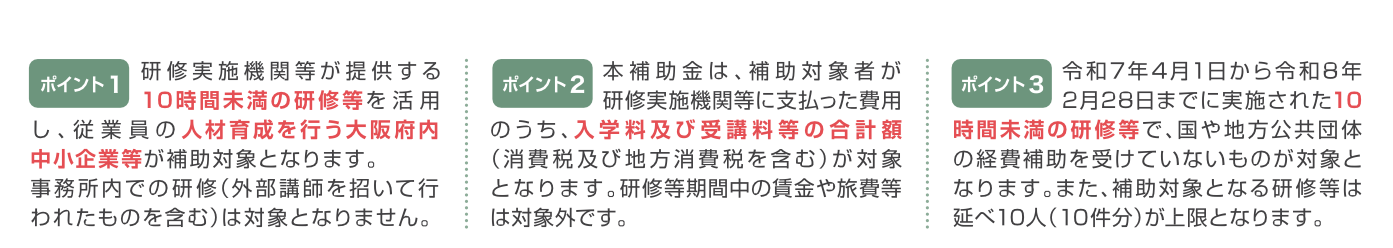 ポイント1
研修実施機関等が提供する
10時間未満の研修等を活用
し、従業員の人材育成を行う大阪府内
中小企業等が補助対象となります。
事務所内での研修(外部講師を招いて行
われたものを含む)は対象となりません。
ポイント2
本補助金は、補助対象者が
研修実施機関等に支払った費用
のうち、入学料及び受講料等の合計額
(消費税及び地方消費税を含む)が対象
となります。研修等期間中の賃金や旅費等
は対象外です。
ポイント3
令和7年4月1日から令和8年
2月28日までに実施された10
時間未満の研修等で、国や地方公共団体
の経費補助を受けていないものが対象と
なります。また、補助対象となる研修等は
延べ10人(10件分)が上限となります。